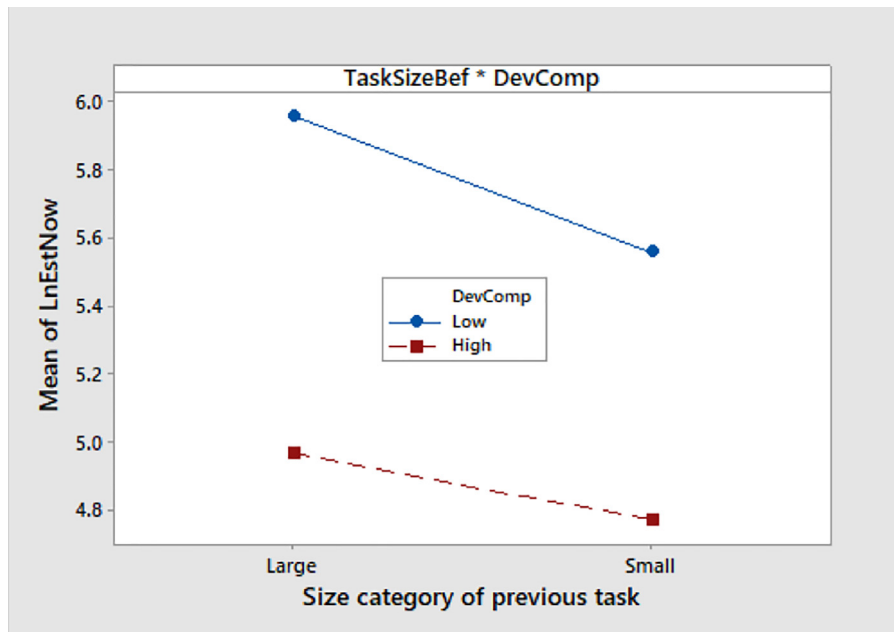 TaskSizeBef * DevComp
Mean of LnEstNow
6.0
5.8
5.6
5.4
5.2
5.0
4.8
DevComp
Low
High
Large Small
Size category of previous task